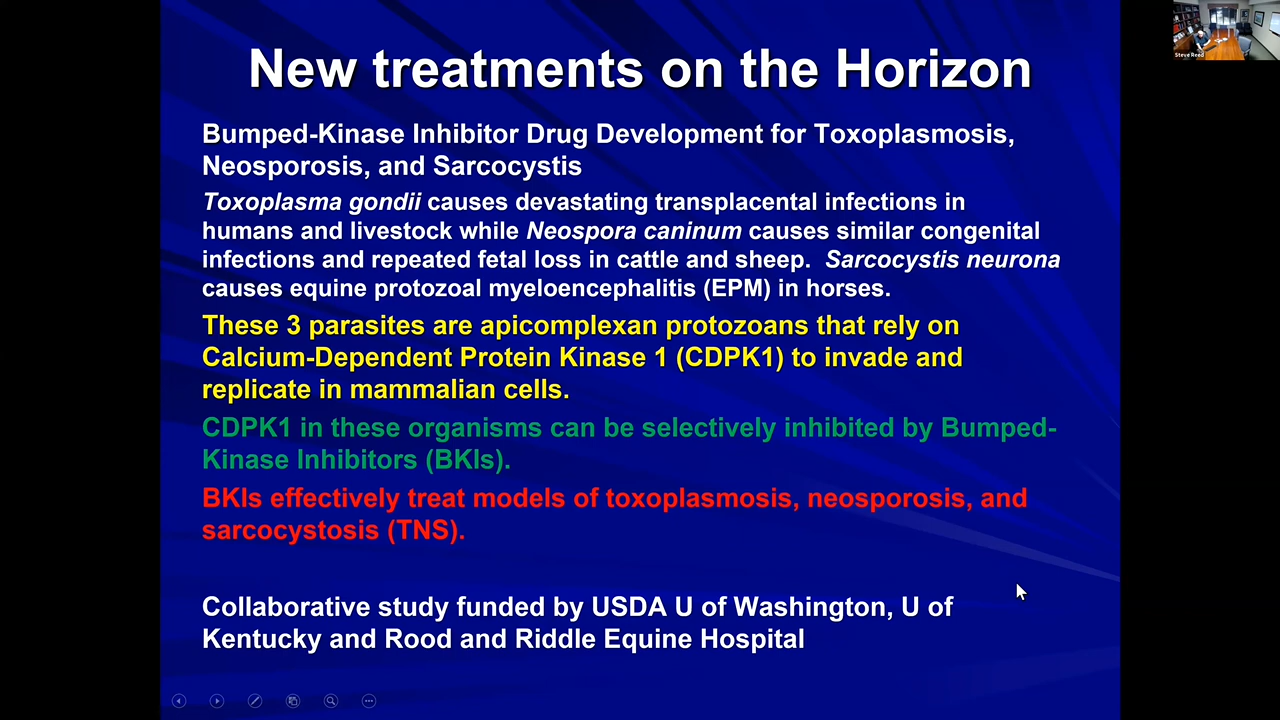 New treatments on the Horizon
Bumped-Kinase Inhibitor Drug Development for Toxoplasmosis,
Neosporosis, and Sarcocystis
Toxoplasma gondii causes devastating transplacental infections in
humans and livestock while Neospora caninum causes similar congenital
infections and repeated fetal loss in cattle and sheep.  Sarcocystis neurona
causes equine protozoal myeloencephalitis (EPM) in horses.
These 3 parasites are apicomplexan protozoans that rely on
Calcium-Dependent Protein Kinase 1 (CDPK1) to invade and
replicate in mammalian cells.
CDPK1 in these organisms can be selectively inhibited by Bumped-
Kinase Inhibitors (BKIs).
BKIs effectively treat models of toxoplasmosis, neosporosis, and
sarcocystosis (TNS).
Collaborative study funded by USDA U of Washington, U of
Kentucky and Rood and Riddle Equine Hospital
Steve Reed